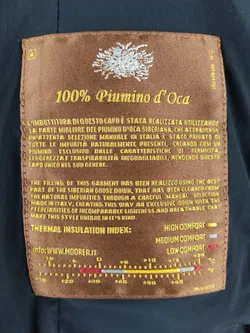 100% Piumino d'Oca
L'IMBOTTITURA DI QUESTO CAPO È STATA REALIZZATA UTILIZZANDO
LA PARTE MIGLIORE DEL PIUMINO D'OCA SIBERIANA, CHE ATTRAVERSO
UN'ATTENTA SELEZIONE MANUALE IN ITALIA È STATO PRIVATO DI
TUTTE LE IMPURITÀ NATURALMENTE PRESENTI, CREANDO COSÌ UN
PIUMINO ESCLUSIVO DALLE CARATTERISTICHE DI TERMICITÀ,
LEGGEREZZA E TRASPIRABILITÀ INEGUAGLIABILI, RENDENDO QUESTO
CAPO UNICO NEL SUO GENERE.
THE FILLING OF THIS GARMENT HAS BEEN REALIZED USING THE BEST
PART OF THE SIBERIAN GOOSE DOWN, THAT HAS BEEN CLEANED FROM
THE NATURAL IMPURITIES THROUGH A CAREFUL MANUAL SELECTION
MADE IN ITALY, CREATING THIS WAY AN EXCLUSIVE DOWN WITH THE
PECULIARITIES OF INCOMPARABLE LIGHTNESS AND BREATHABLE THAT
MAKE THIS STYLE UNIQUE IN IT'S KIND.
THERMAL INSULATION INDEX:
HIGH COMFORT
MEDIUM COMFORT
LOW COMFORT
info@WWW.MOORER.IT